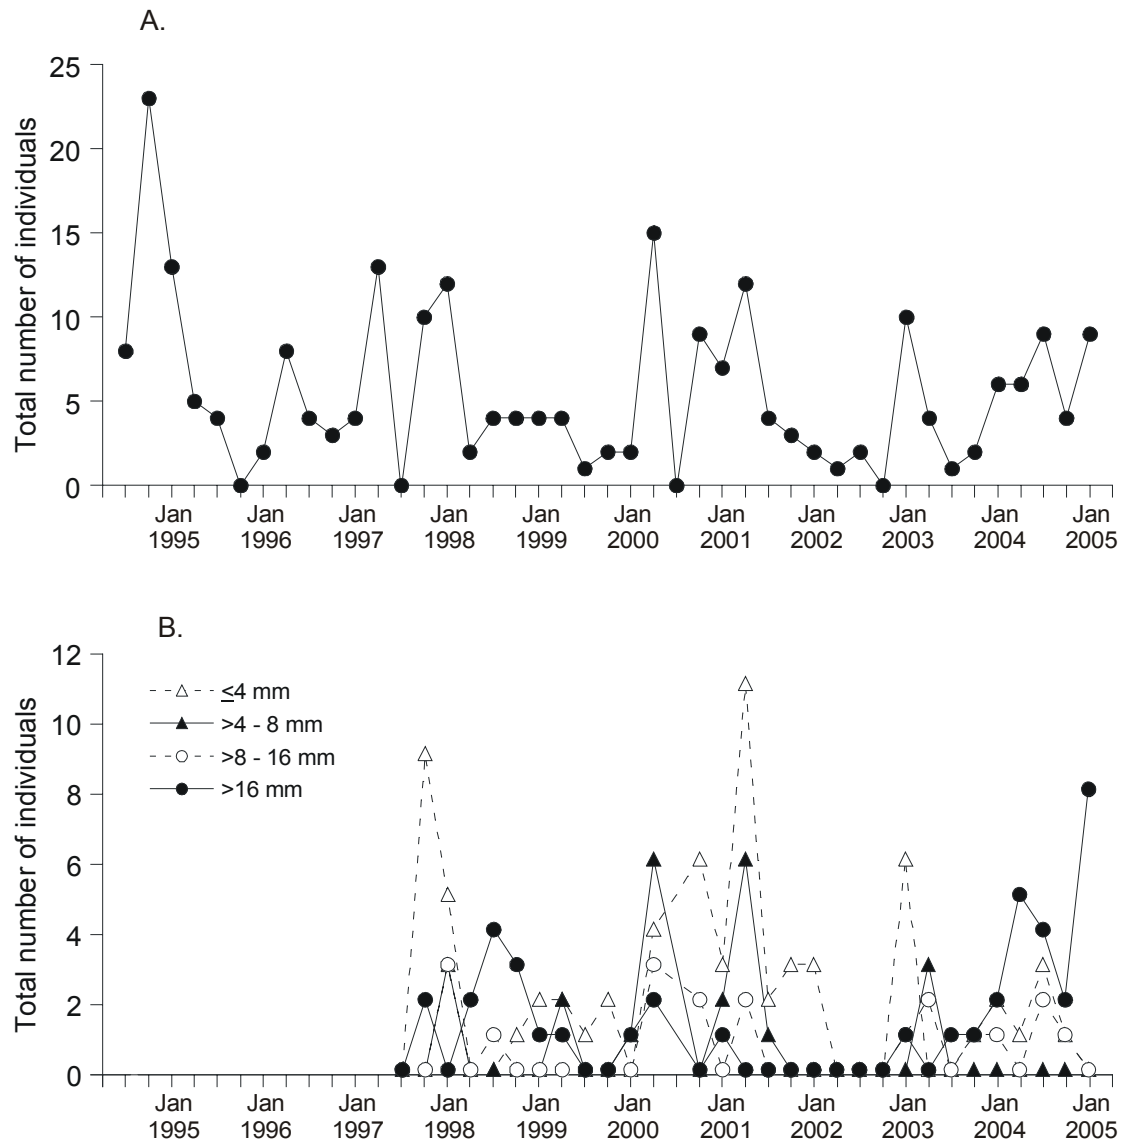 A.
Total number of individuals
25
20
15
10
5
0
Jan Jan Jan Jan Jan Jan Jan Jan Jan Jan Jan
1995 1996 1997 1998 1999 2000 2001 2002 2003 2004 2005
B.
Total number of individuals
12
10
8
6
4
2
0
≤4 mm
>4 - 8 mm
>8 - 16 mm
>16 mm
Jan Jan Jan Jan Jan Jan Jan Jan Jan Jan Jan
1995 1996 1997 1998 1999 2000 2001 2002 2003 2004 2005